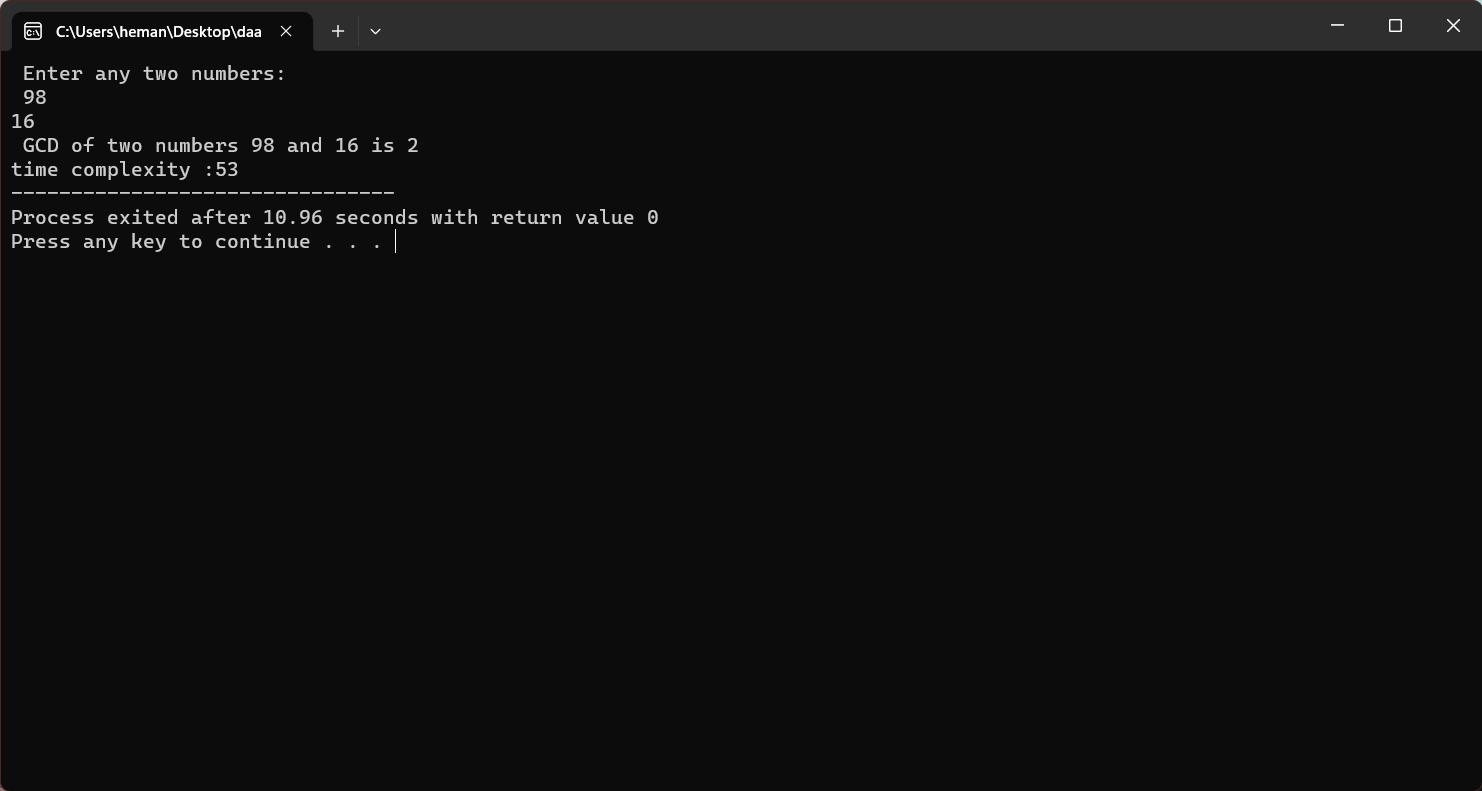 C:\Users\heman\Desktop\daa
Enter any two numbers:
98
16
GCD of two numbers 98 and 16 is 2
time complexity :53
--------------------------------
Process exited after 10.96 seconds with return value 0
Press any key to continue . . .